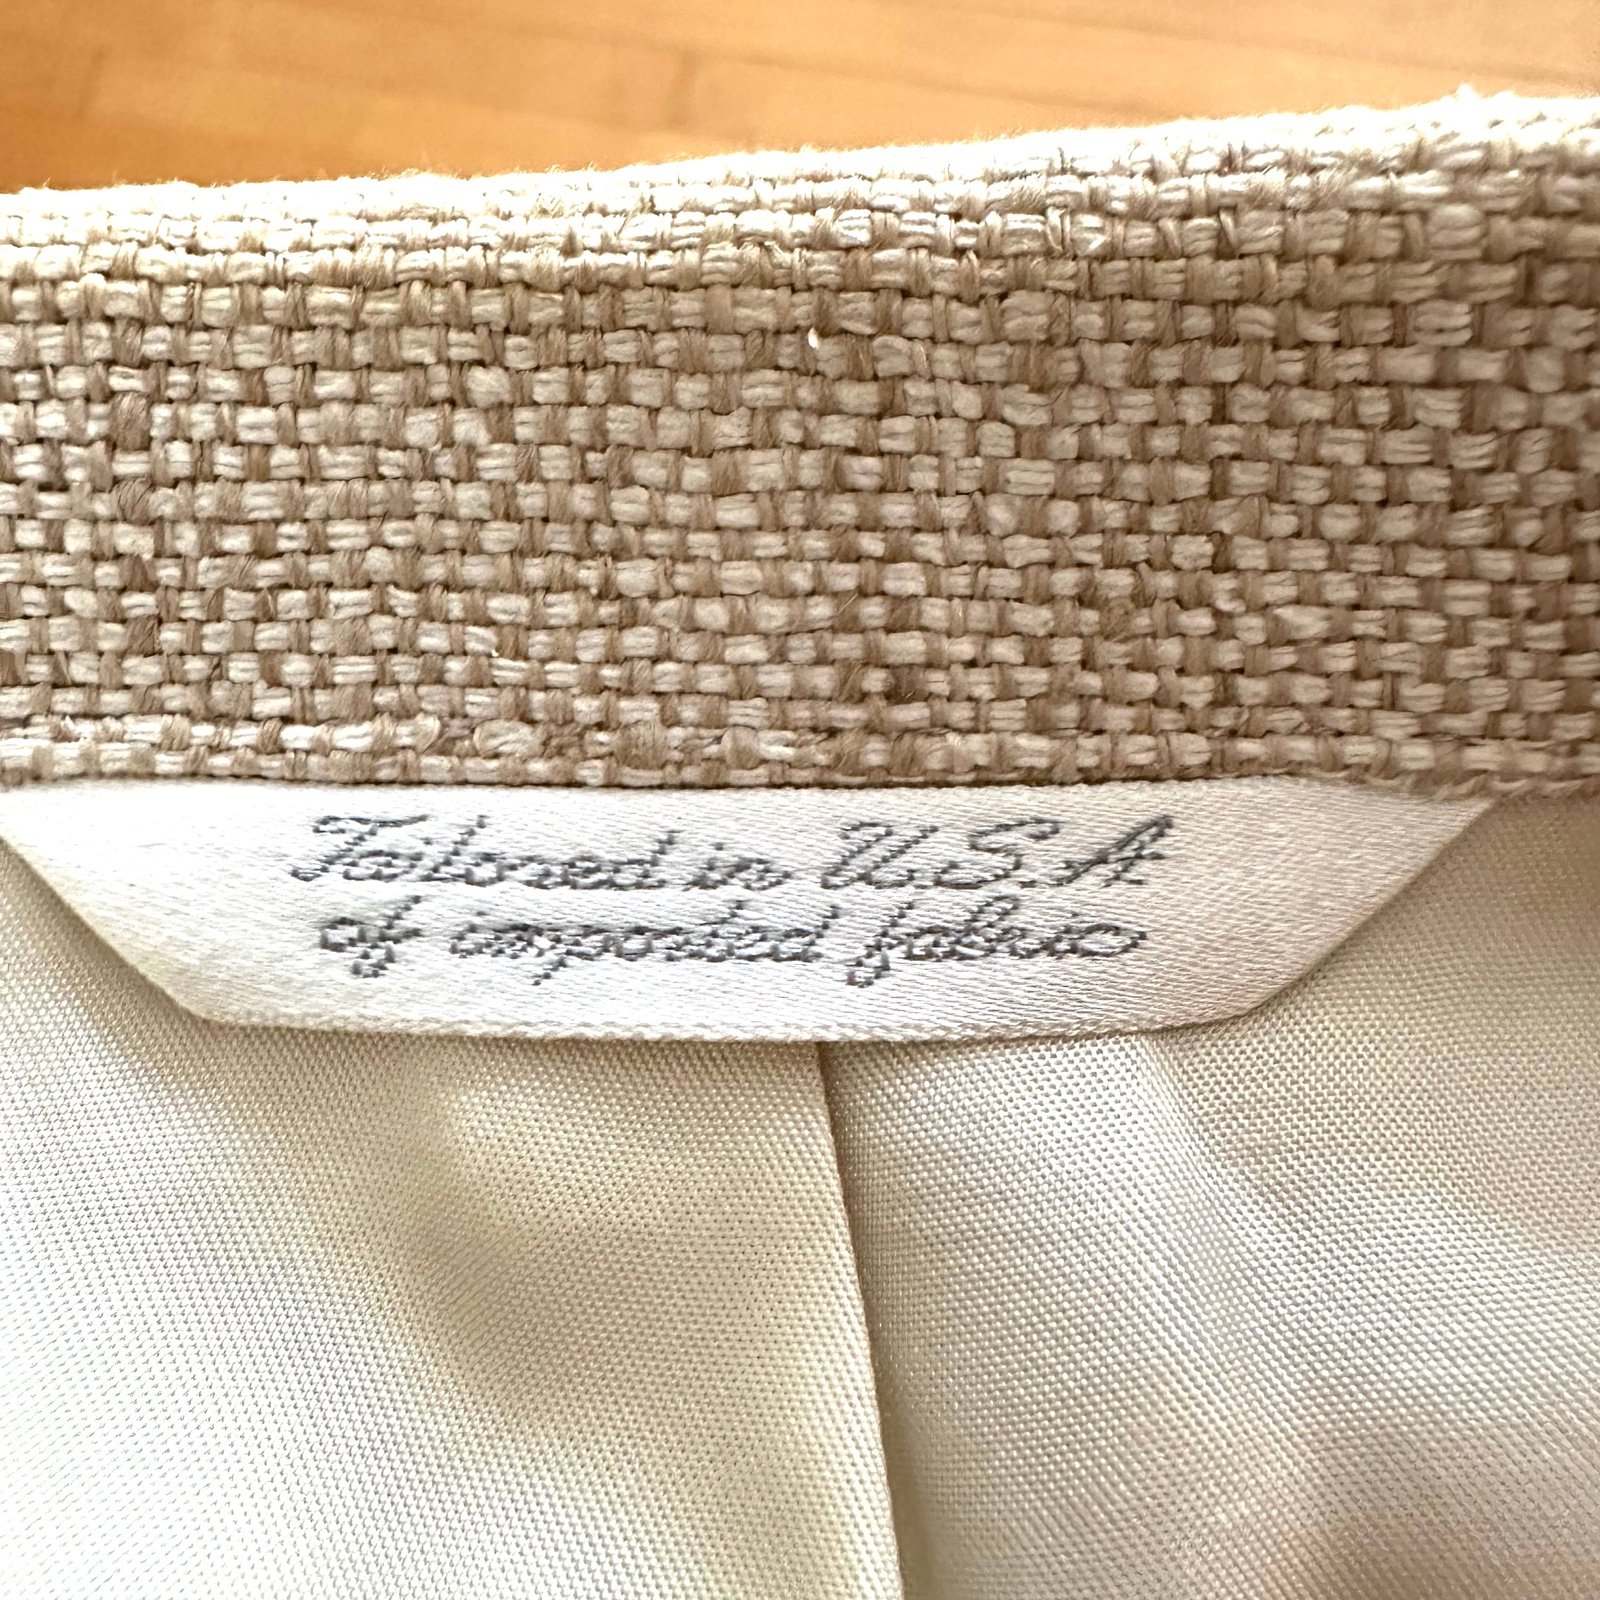 Tailored in U.S.A
of imported fabric